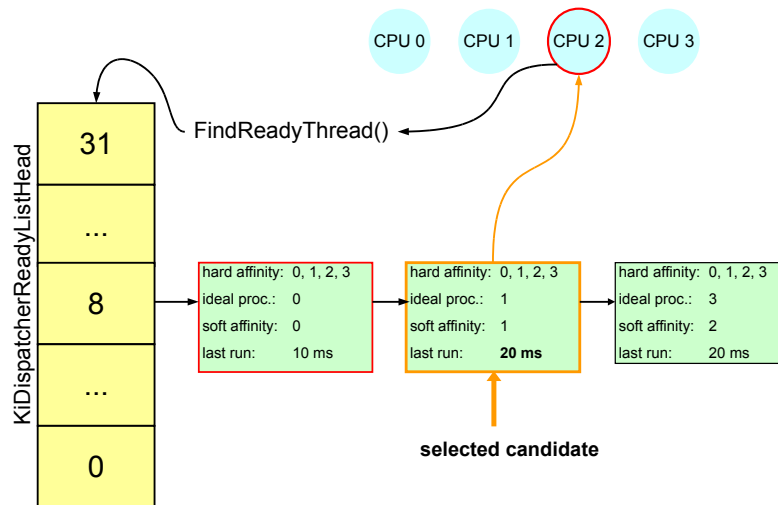 CPU 0
CPU 1
CPU 2
CPU 3
FindReadyThread()
KiDispatcherReadyListHead
31
...
8
...
0
hard affinity: 0, 1, 2, 3
ideal proc.: 0
soft affinity: 0
last run: 10 ms
hard affinity: 0, 1, 2, 3
ideal proc.: 1
soft affinity: 1
last run: 20 ms
hard affinity: 0, 1, 2, 3
ideal proc.: 3
soft affinity: 2
last run: 20 ms
selected candidate